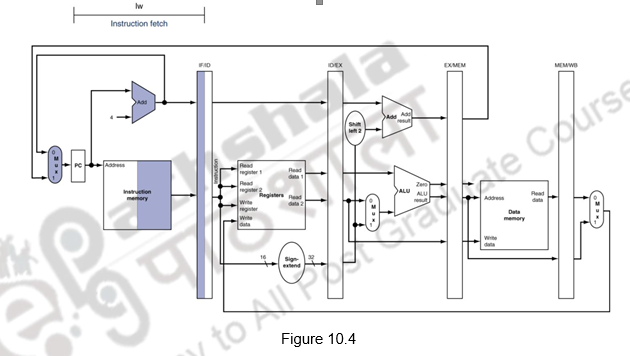 lw
Instruction fetch
IF/ID
ID/EX
EX/MEM
MEM/WB
Add
4
Shift
left 2
Add Add
result
0
M
u
x
1
PC
Address
Instruction
memory
Instruction
Read
register 1
Read
register 2
Write
register
Write
data
Registers
Read
data 1
Read
data 2
0
M
u
x
1
ALU
Zero
ALU
result
Address
Write
data
Data
memory
Read
data
0
M
u
x
1
16
Sign-
extend
32
पाठशाला
pathshala
y to All Post Graduate Course
Figure 10.4